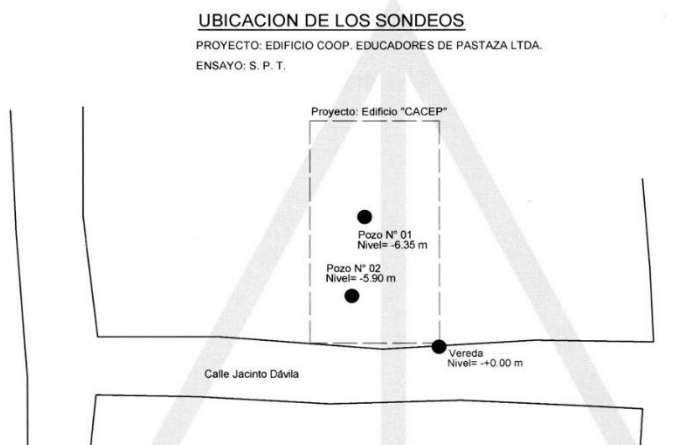 UBICACION DE LOS SONDEOS
PROYECTO: EDIFICIO COOP. EDUCADORES DE PASTAZA LTDA.
ENSAYO: S. P. T.
Proyecto: Edificio "CACEP"
Pozo N° 01
Nivel= -6.35 m
Pozo N° 02
Nivel= -5.90 m
Vereda
Nivel= -+0.00 m
Calle Jacinto Dávila